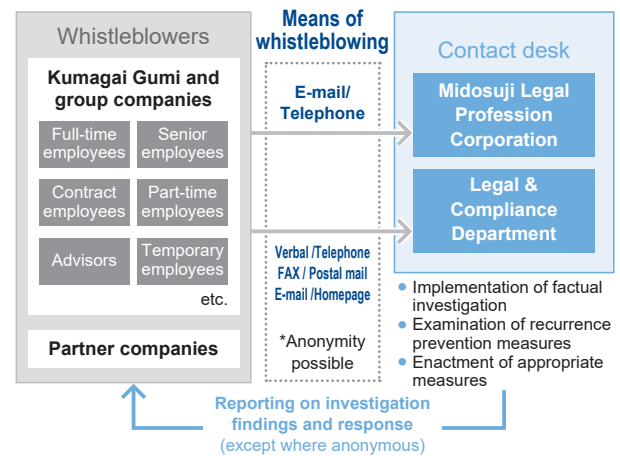 Whistleblowers
Kumagai Gumi and
group companies
Full-time
employees
Senior
employees
Contract
employees
Part-time
employees
Advisors
Temporary
employees
etc.
Partner companies
Means of
whistleblowing
E-mail/
Telephone
Verbal /Telephone
FAX / Postal mail
E-mail /Homepage
*Anonymity
possible
Contact desk
Midosuji Legal
Profession
Corporation
Legal &
Compliance
Department
● Implementation of factual
investigation
● Examination of recurrence
prevention measures
● Enactment of appropriate
measures
Reporting on investigation
findings and response
(except where anonymous)